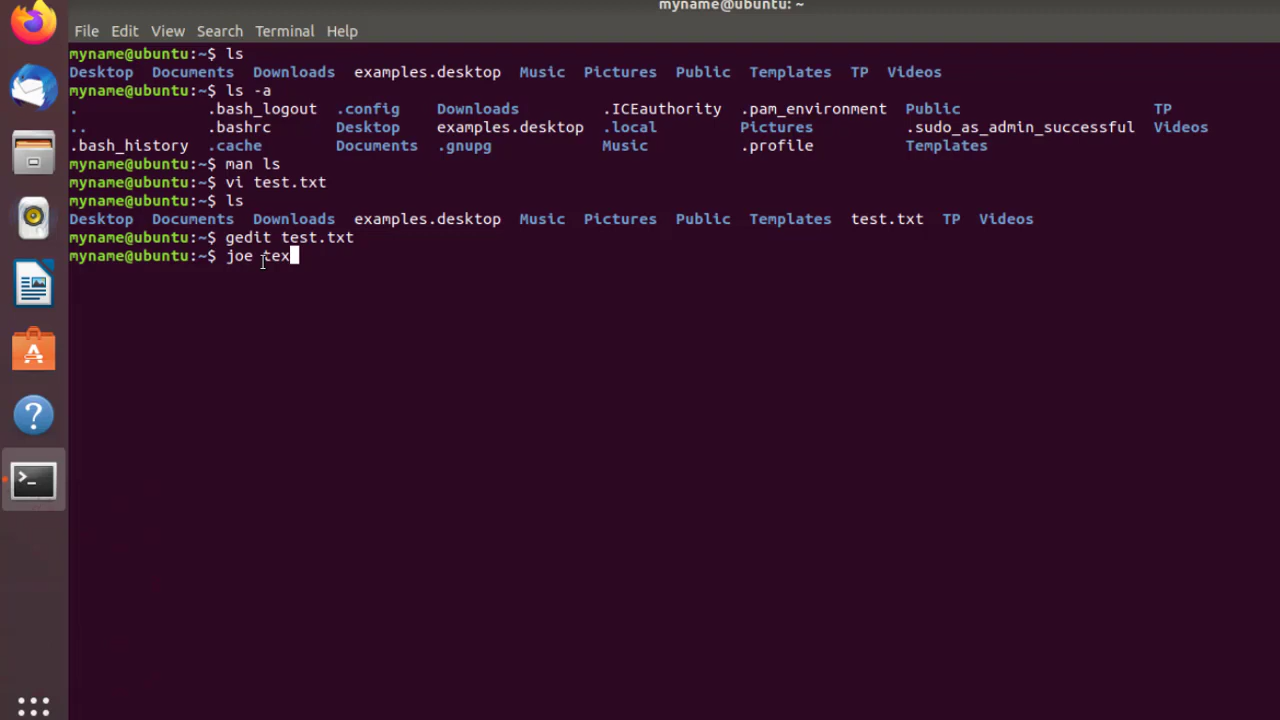 myname@ubuntu: ~
File Edit View Search Terminal Help
myname@ubuntu:~$ ls
Desktop Documents Downloads examples.desktop Music Pictures Public Templates TP Videos
myname@ubuntu:~$ ls -a
. .bash_logout .config Downloads .ICEauthority .pam_environment Public TP
.. .bashrc Desktop examples.desktop .local Pictures .sudo_as_admin_successful Videos
.bash_history .cache Documents .gnupg Music .profile Templates
myname@ubuntu:~$ man ls
myname@ubuntu:~$ vi test.txt
myname@ubuntu:~$ ls
Desktop Documents Downloads examples.desktop Music Pictures Public Templates test.txt TP Videos
myname@ubuntu:~$ gedit test.txt
myname@ubuntu:~$ joe tex